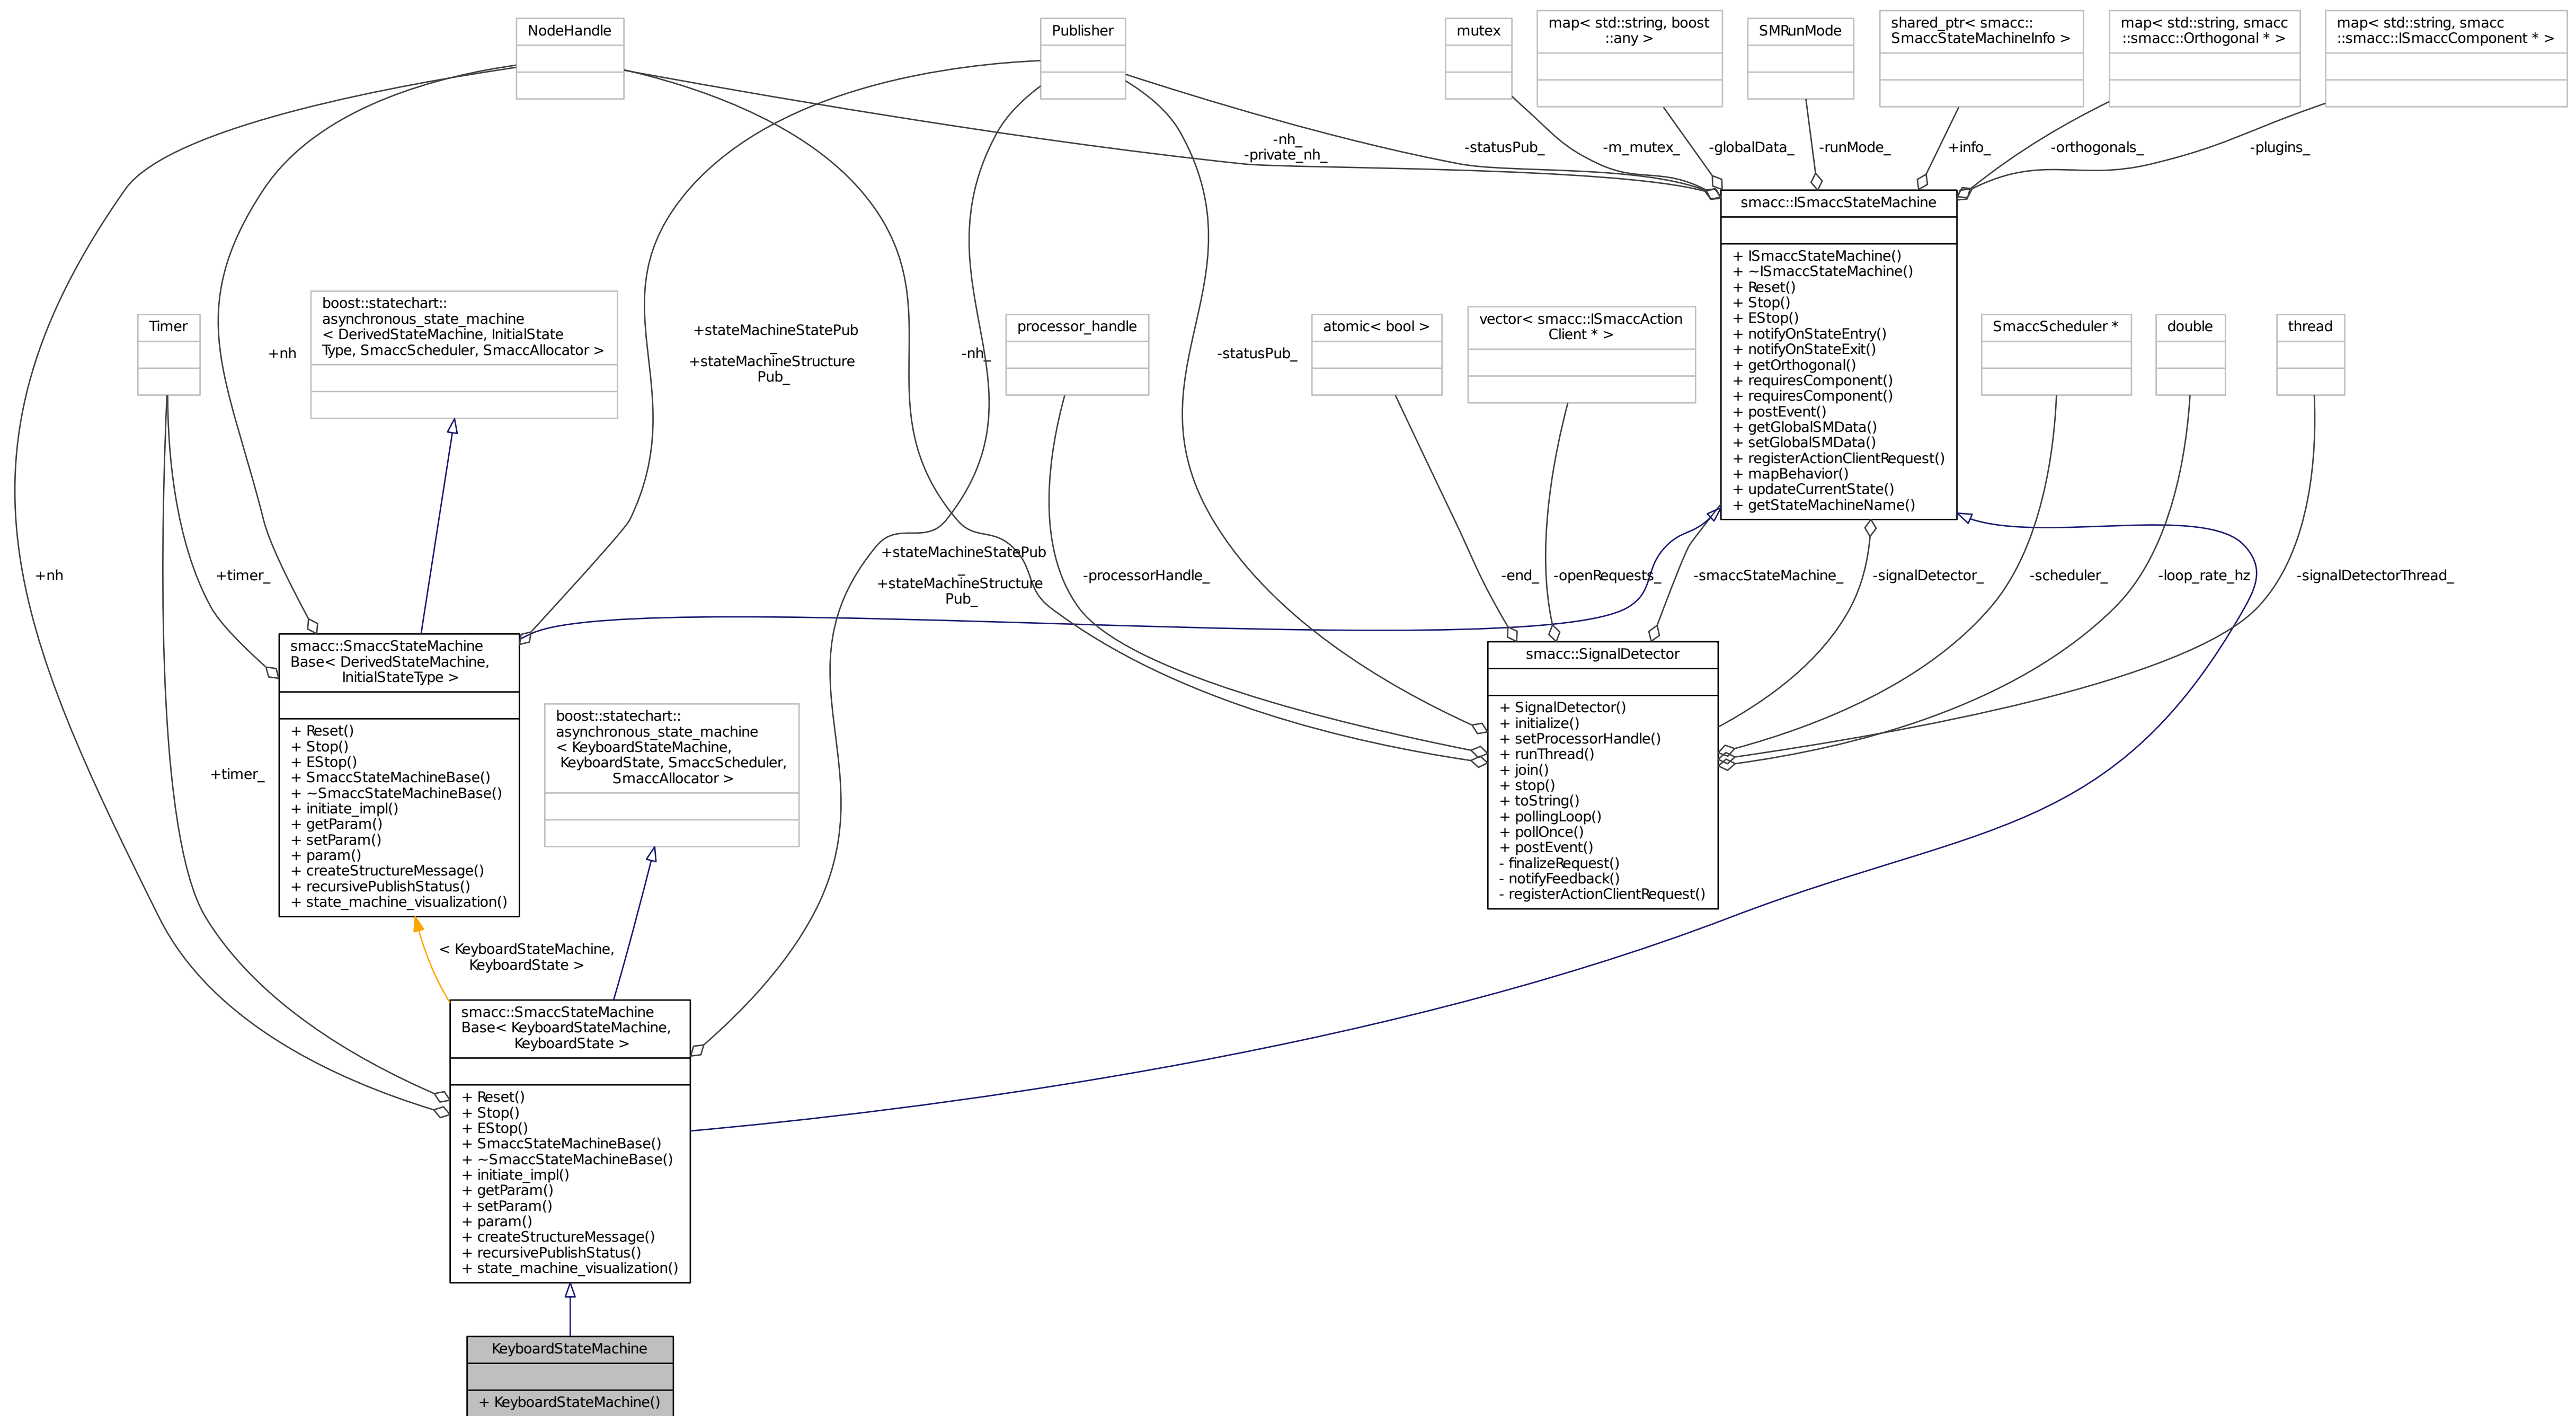 NodeHandle
Publisher
mutex
map< std::string, boost
::any >
SMRunMode
shared_ptr< smacc::
SmaccStateMachineInfo >
map< std::string, smacc
::smacc::Orthogonal * >
map< std::string, smacc
::smacc::ISmaccComponent * >
-nh_
-private_nh_
-statusPub_
-m_mutex_
-globalData_
-runMode_
+info_
-orthogonals_
-plugins_
smacc::ISmaccStateMachine
+ ISmaccStateMachine()
+ ~ISmaccStateMachine()
+ Reset()
+ Stop()
+ EStop()
+ notifyOnStateEntry()
+ notifyOnStateExit()
+ getOrthogonal()
+ requiresComponent()
+ requiresComponent()
+ postEvent()
+ getGlobalSMData()
+ setGlobalSMData()
+ registerActionClientRequest()
+ mapBehavior()
+ updateCurrentState()
+ getStateMachineName()
Timer
+nh
boost::statechart::
asynchronous_state_machine
< DerivedStateMachine, InitialState
Type, SmaccScheduler, SmaccAllocator >
+stateMachineStatePub
_
+stateMachineStructure
Pub_
-nh_
processor_handle
-statusPub_
atomic< bool >
vector< smacc::ISmaccAction
Client * >
SmaccScheduler *
double
thread
+nh
+timer_
+stateMachineStatePub
_
+stateMachineStructure
Pub_
-processorHandle_
-end_
-openRequests_
-smaccStateMachine_
-signalDetector_
-scheduler_
-loop_rate_hz
-signalDetectorThread_
smacc::SmaccStateMachine
Base< DerivedStateMachine,
InitialStateType >
+ Reset()
+ Stop()
+ EStop()
+ SmaccStateMachineBase()
+ ~SmaccStateMachineBase()
+ initiate_impl()
+ getParam()
+ setParam()
+ param()
+ createStructureMessage()
+ recursivePublishStatus()
+ state_machine_visualization()
smacc::SignalDetector
+ SignalDetector()
+ initialize()
+ setProcessorHandle()
+ runThread()
+ join()
+ stop()
+ toString()
+ pollingLoop()
+ pollOnce()
+ postEvent()
- finalizeRequest()
- notifyFeedback()
- registerActionClientRequest()
+timer_
boost::statechart::
asynchronous_state_machine
< KeyboardStateMachine,
KeyboardState, SmaccScheduler,
SmaccAllocator >
< KeyboardStateMachine,
KeyboardState >
smacc::SmaccStateMachine
Base< KeyboardStateMachine,
KeyboardState >
+ Reset()
+ Stop()
+ EStop()
+ SmaccStateMachineBase()
+ ~SmaccStateMachineBase()
+ initiate_impl()
+ getParam()
+ setParam()
+ param()
+ createStructureMessage()
+ recursivePublishStatus()
+ state_machine_visualization()
KeyboardStateMachine
+ KeyboardStateMachine()